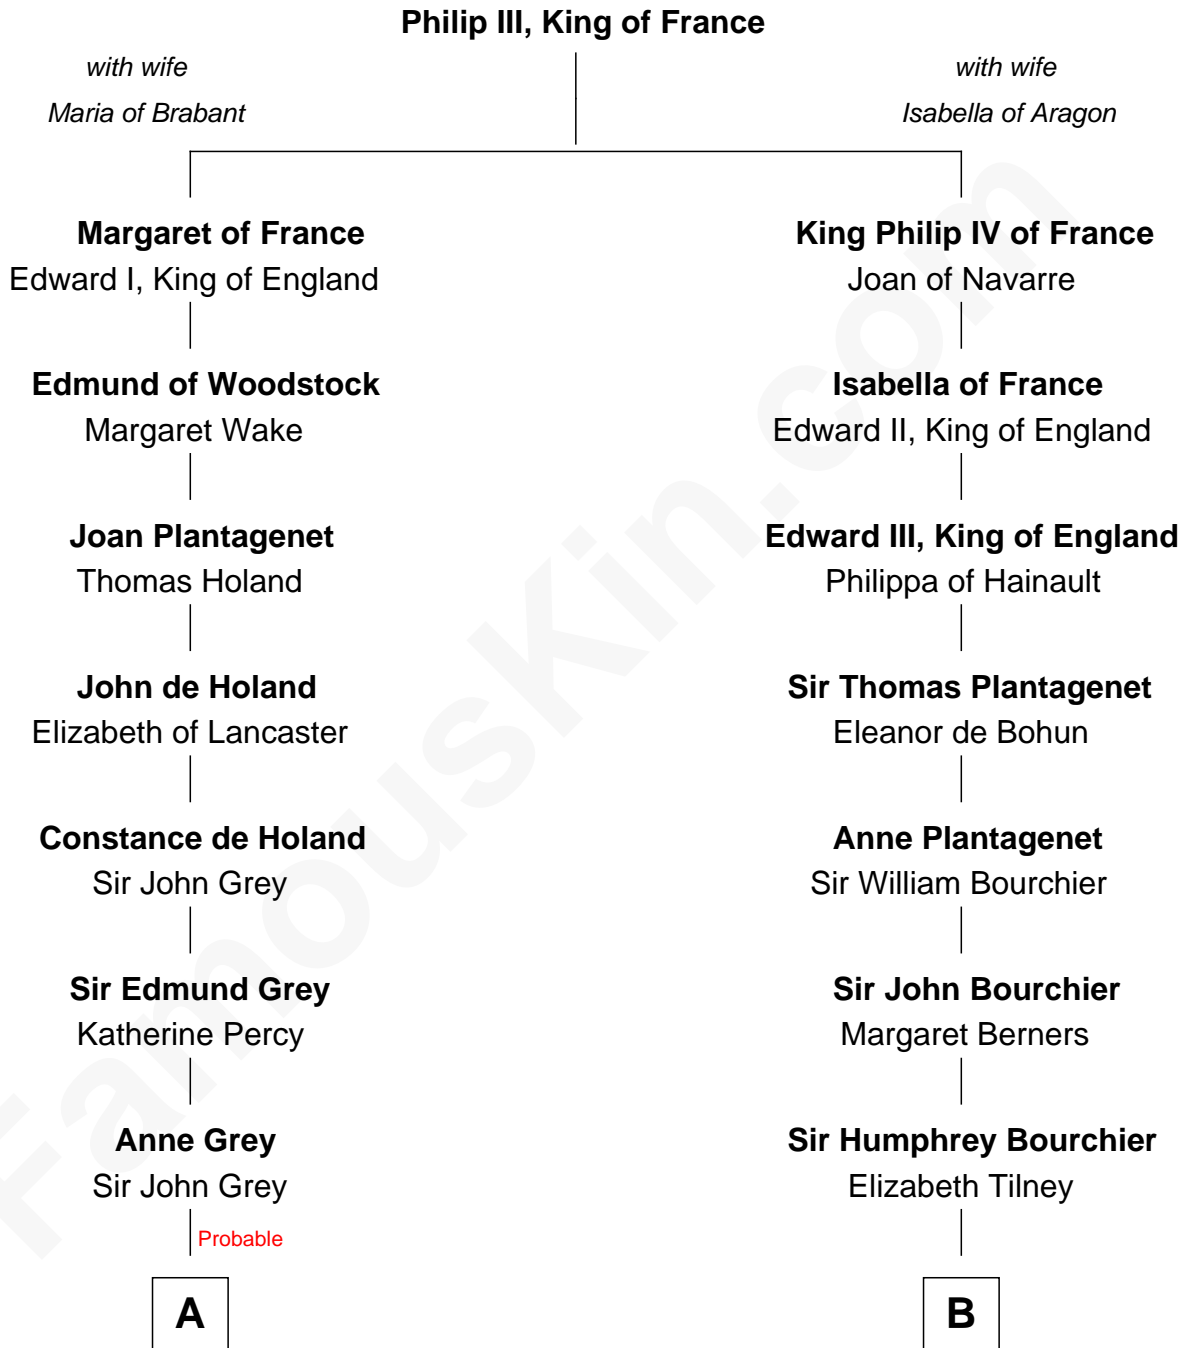 Philip III, King of France
with wife
Maria of Brabant
with wife
Isabella of Aragon
Margaret of France
Edward I, King of England
King Philip IV of France
Joan of Navarre
Edmund of Woodstock
Margaret Wake
Isabella of France
Edward II, King of England
Joan Plantagenet
Thomas Holand
Edward III, King of England
Philippa of Hainault
John de Holand
Elizabeth of Lancaster
Sir Thomas Plantagenet
Eleanor de Bohun
Constance de Holand
Sir John Grey
Anne Plantagenet
Sir William Bourchier
Sir Edmund Grey
Katherine Percy
Sir John Bourchier
Margaret Berners
Anne Grey
Sir John Grey
Probable
A
Sir Humphrey Bourchier
Elizabeth Tilney
B
FamousKin.com